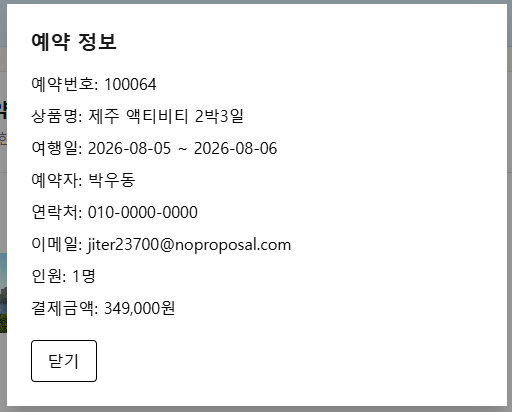 예약 정보
예약번호: 100064
상품명: 제주 액티비티 2박3일
여행일: 2026-08-05 ~ 2026-08-06
예약자: 박우동
연락처: 010-0000-0000
이메일: jiter23700@noproposal.com
인원: 1명
결제금액: 349,000원
닫기